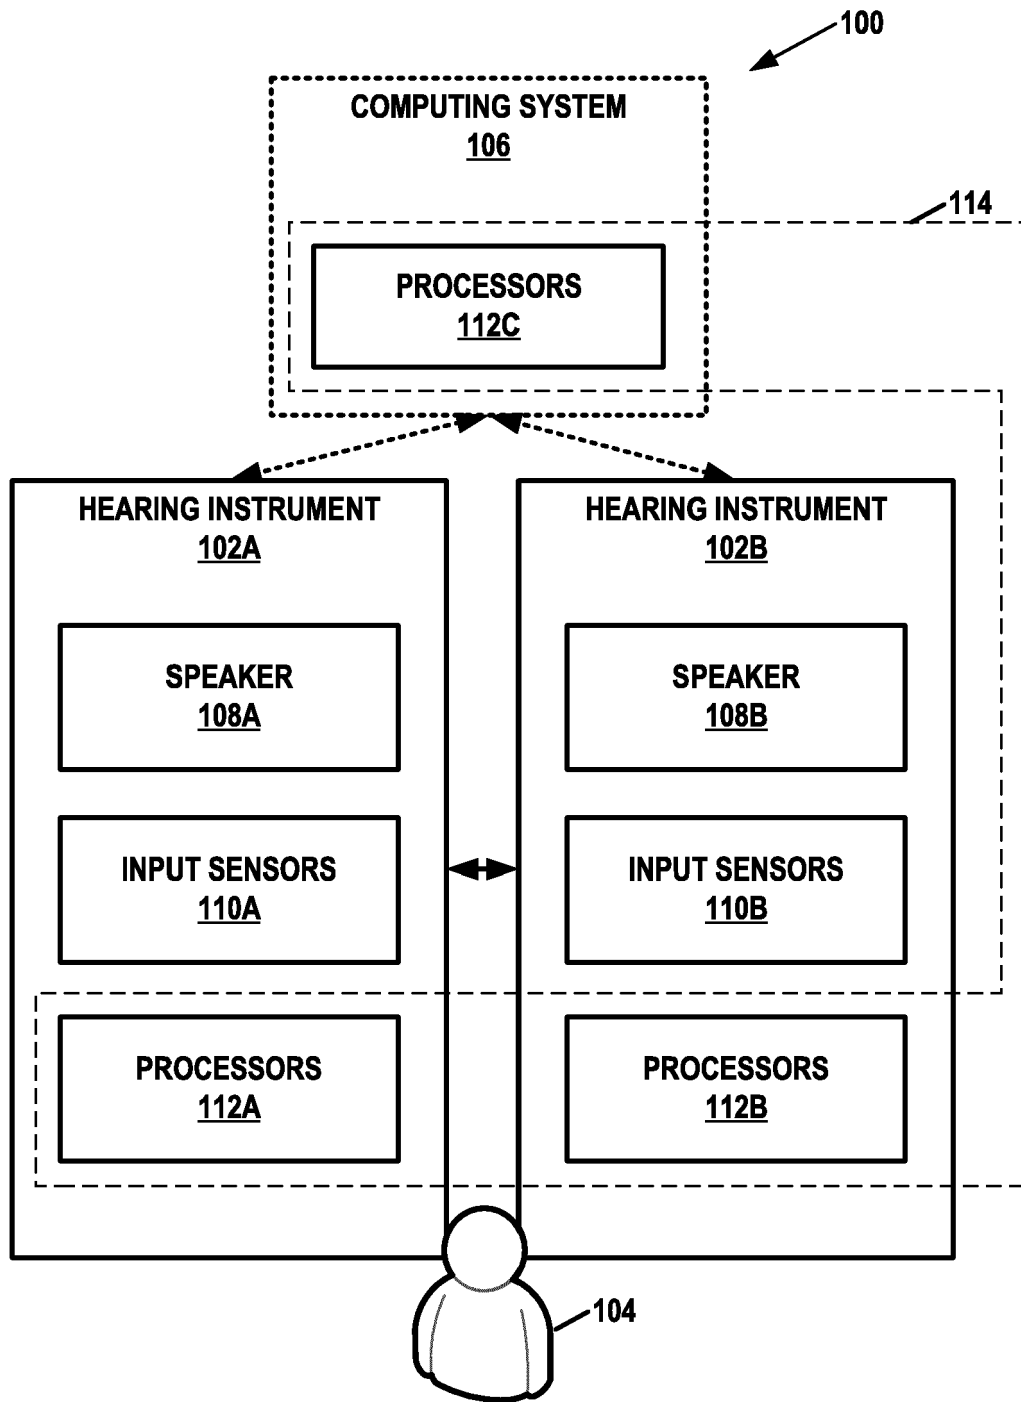 100
COMPUTING SYSTEM
106
114
PROCESSORS
112C
HEARING INSTRUMENT
102A
HEARING INSTRUMENT
102B
SPEAKER
108A
SPEAKER
108B
INPUT SENSORS
110A
INPUT SENSORS
110B
PROCESSORS
112A
PROCESSORS
112B
104